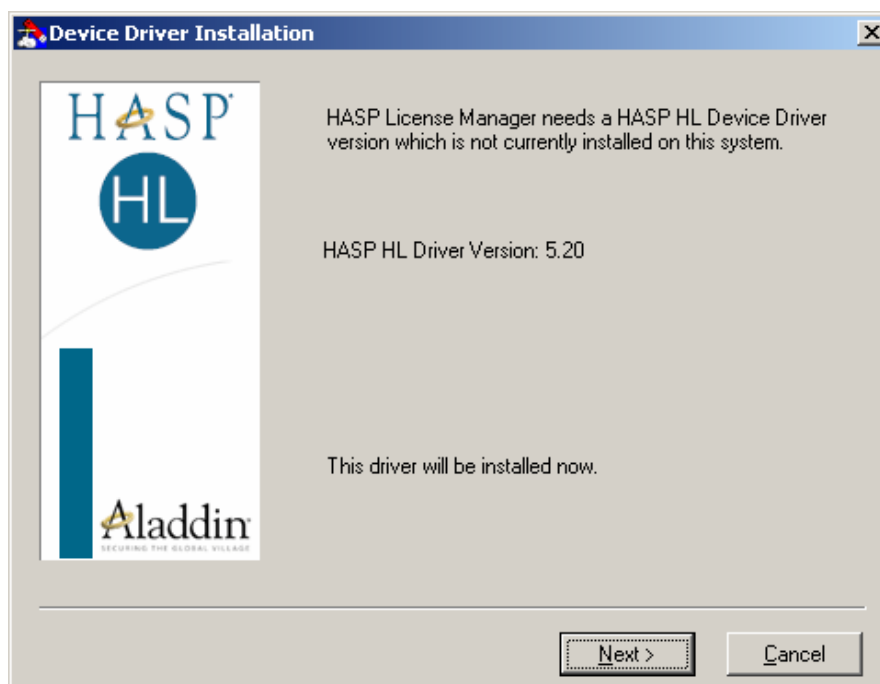 Device Driver Installation
HASP
HL
HASP License Manager needs a HASP HL Device Driver
version which is not currently installed on this system.
HASP HL Driver Version: 5.20
This driver will be installed now.
Aladdin
SECURING THE GLOBAL VILLAGE
Next >
Cancel